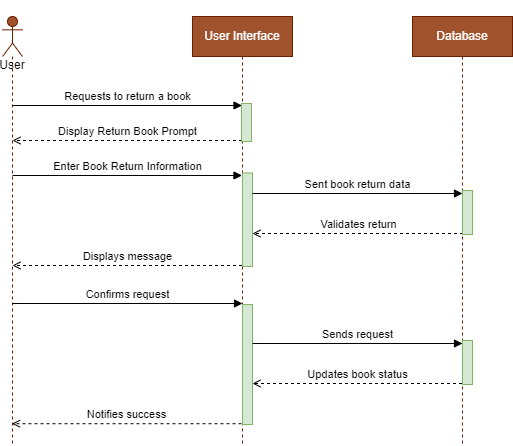 User Interface
Database
User
Requests to return a book
Display Return Book Prompt
Enter Book Return Information
Sent book return data
Validates return
Displays message
Confirms request
Sends request
Updates book status
Notifies success